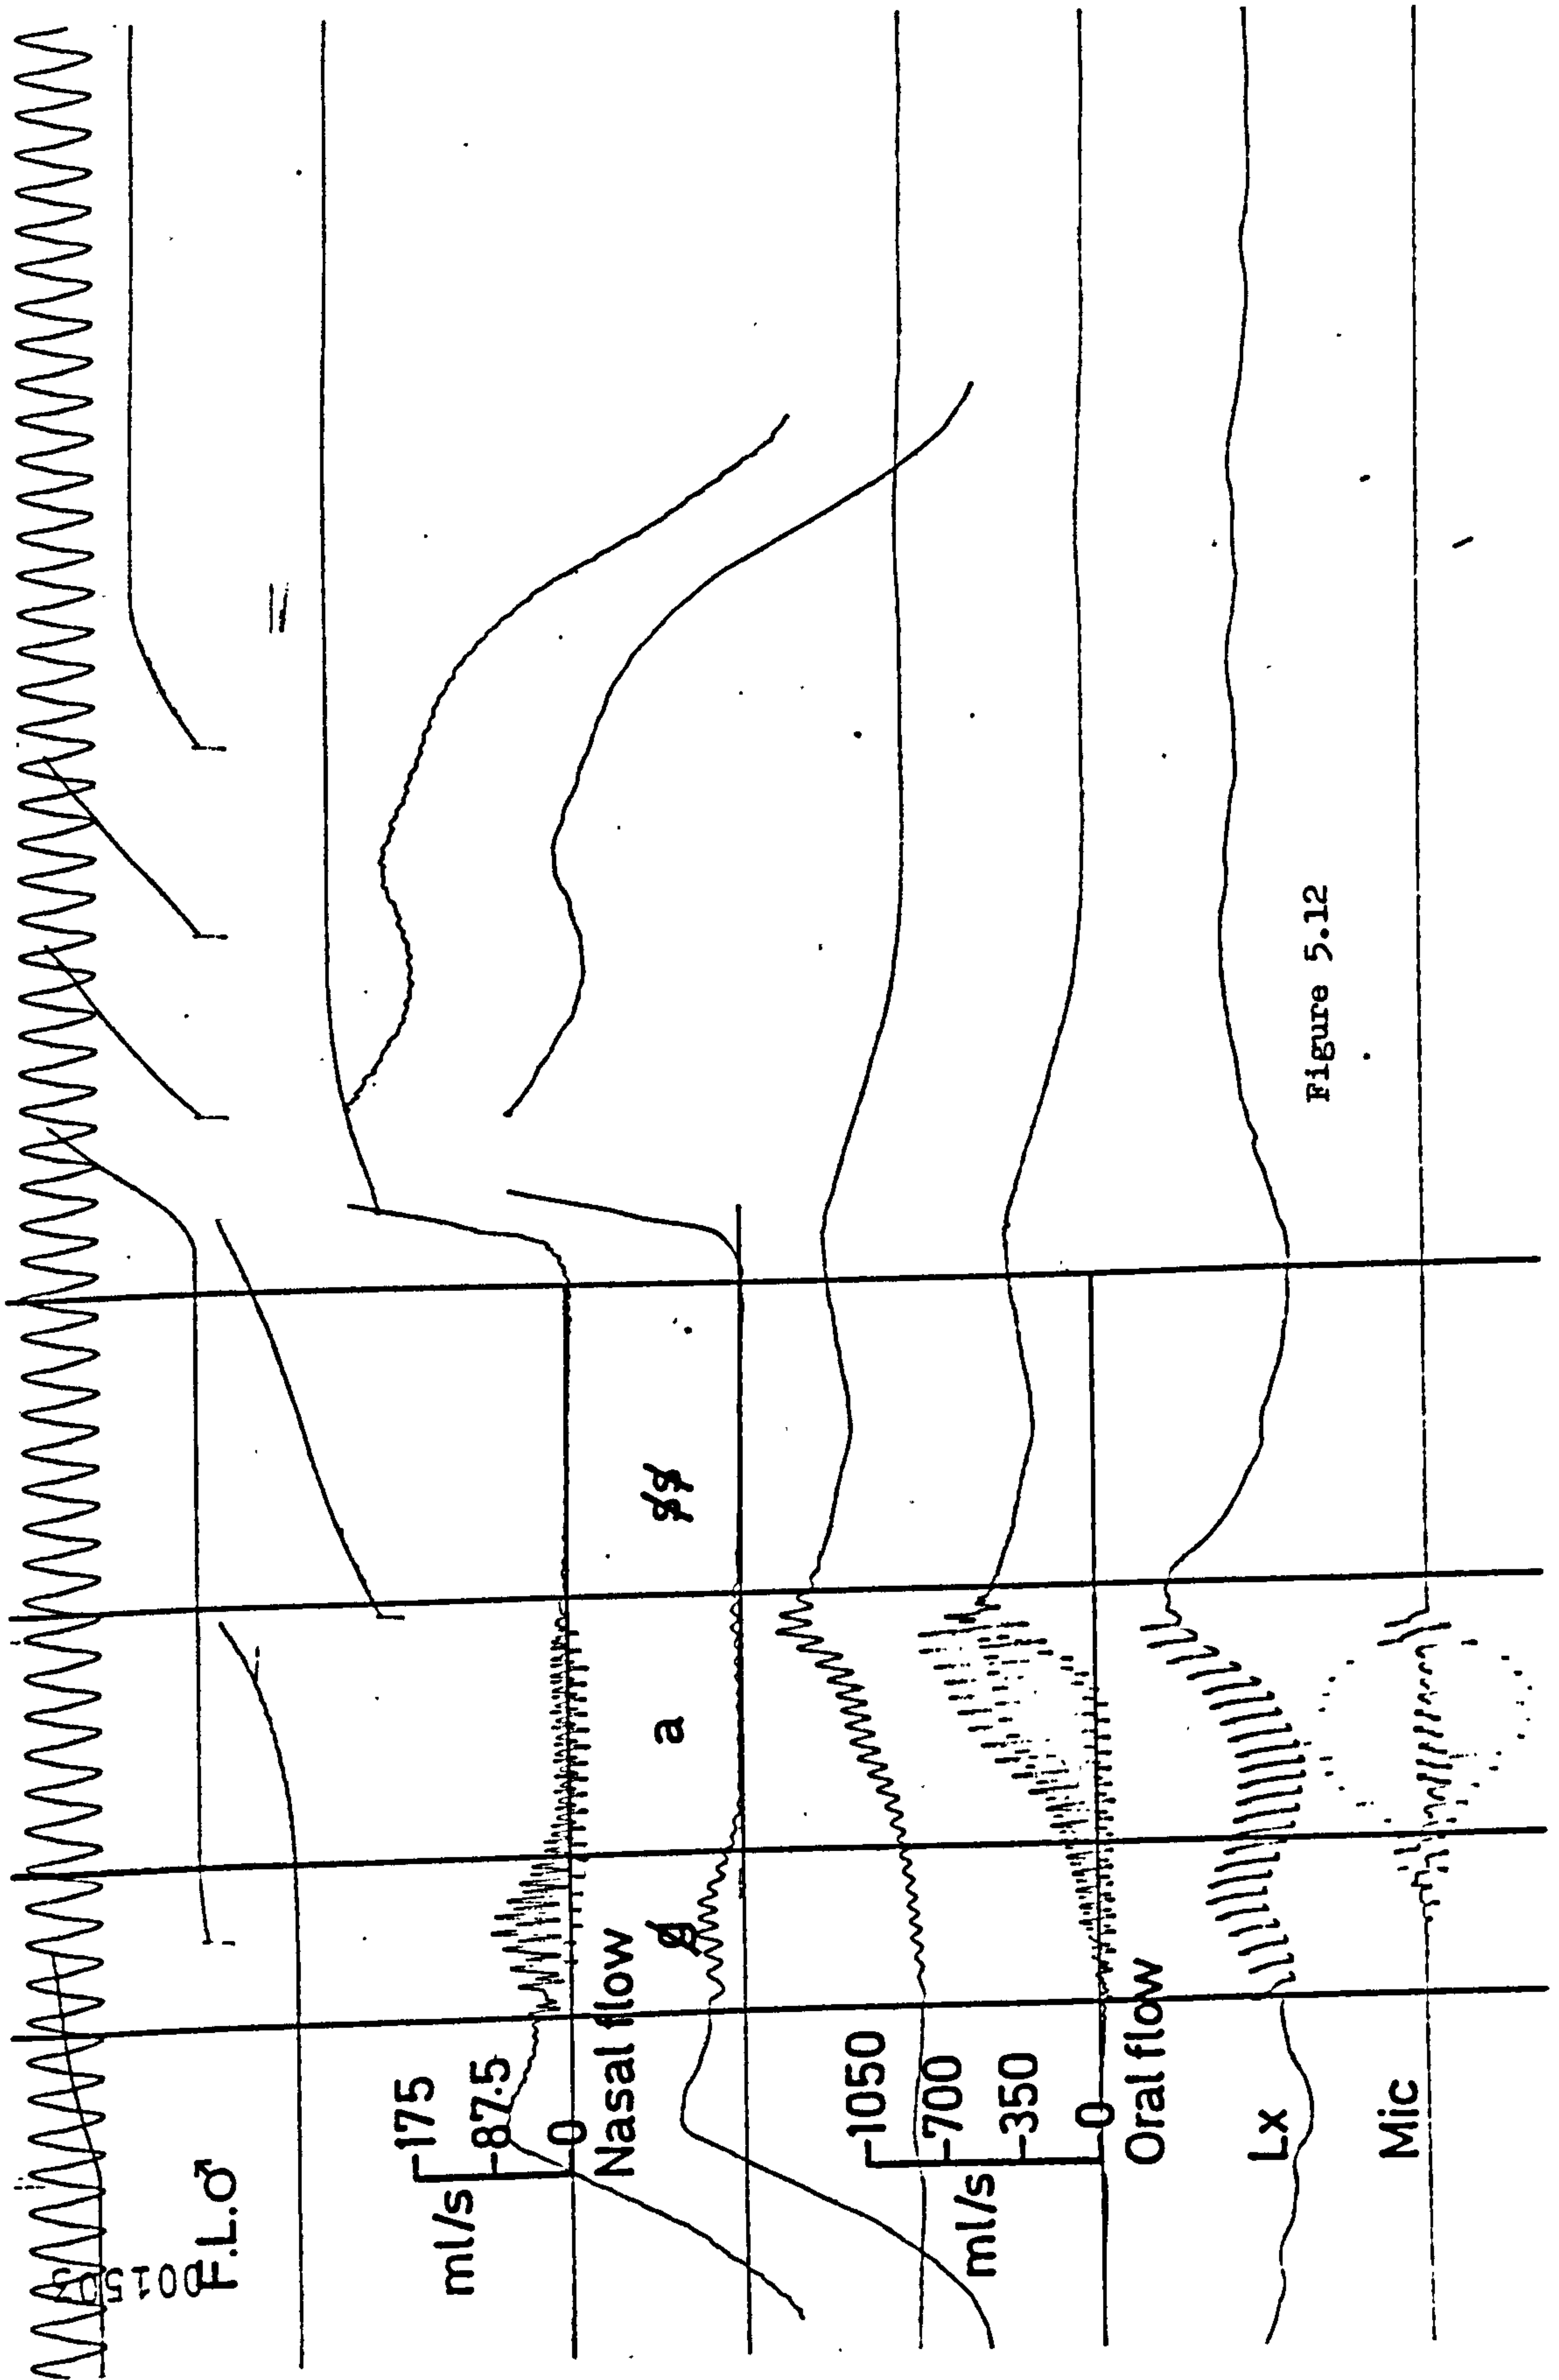 F.L.♂
ml/s
175
87.5
0
Nasal flow
a
ml/s
1050
700
350
0
Oral flow
Lx
Mic
Figure 5.12